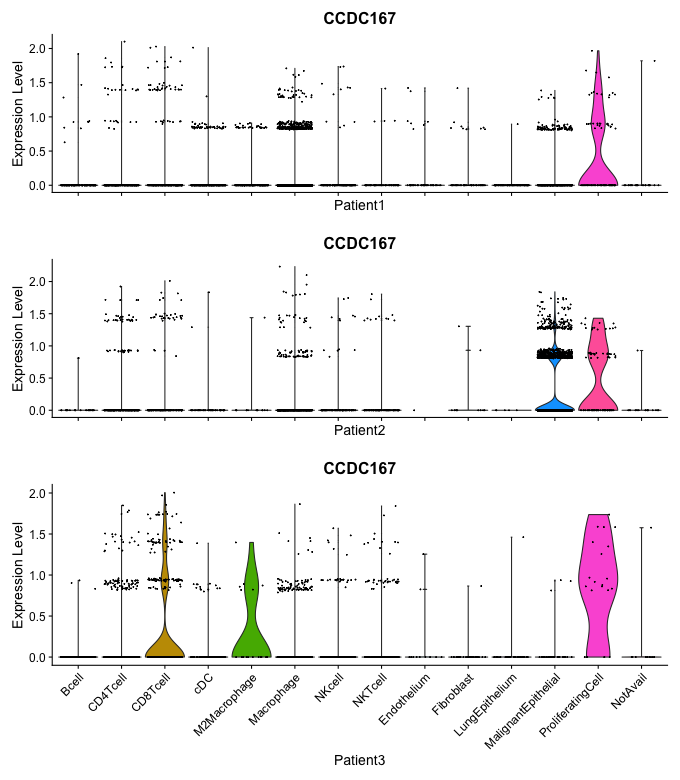 CCDC167
Expression Level
2.0
1.5
1.0
0.5
0.0
Patient1
CCDC167
Expression Level
2.0
1.5
1.0
0.5
0.0
Patient2
CCDC167
Expression Level
2.0
1.5
1.0
0.5
0.0
Bcell
CD4Tcell
CD8Tcell
cDC
M2Macrophage
Macrophage
NKcell
NKTcell
Endothelium
Fibroblast
LungEpithelium
MalignantEpithelial
ProliferatingCell
NotAvail
Patient3